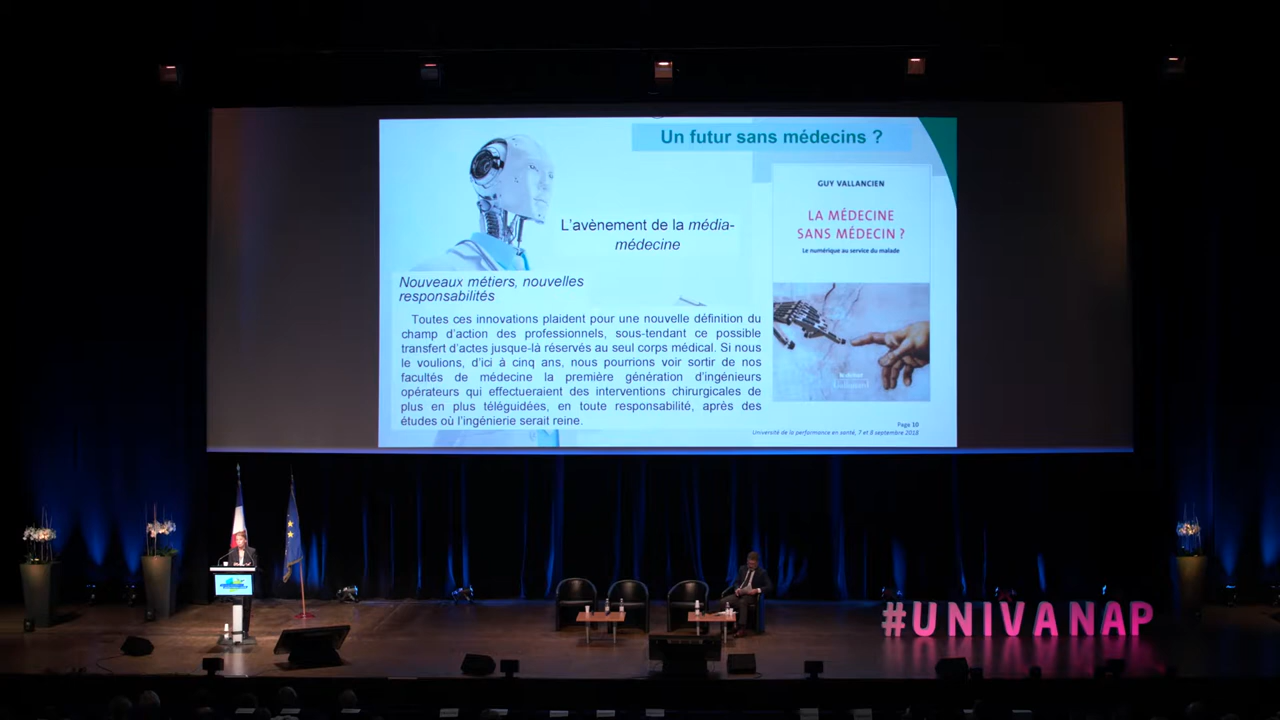 Un futur sans médecins ?
GUY VALLANCIEN
LA MÉDECINE
SANS MÉDECIN ?
Le numérique au service du malade
L'avènement de la média-
médecine
Nouveaux métiers, nouvelles
responsabilités
Toutes ces innovations plaident pour une nouvelle définition du
champ d'action des professionnels, sous-tendant ce possible
transfert d'actes jusque-là réservés au seul corps médical. Si nous
le voulions, d'ici à cinq ans, nous pourrions voir sortir de nos
facultés de médecine la première génération d'ingénieurs
opérateurs qui effectueraient des interventions chirurgicales de
plus en plus téléguidées, en toute responsabilité, après des
études où l'ingénierie serait reine.
Page 10
Université de la performance en santé, 7 et 8 septembre 2018
#UNIVANAP